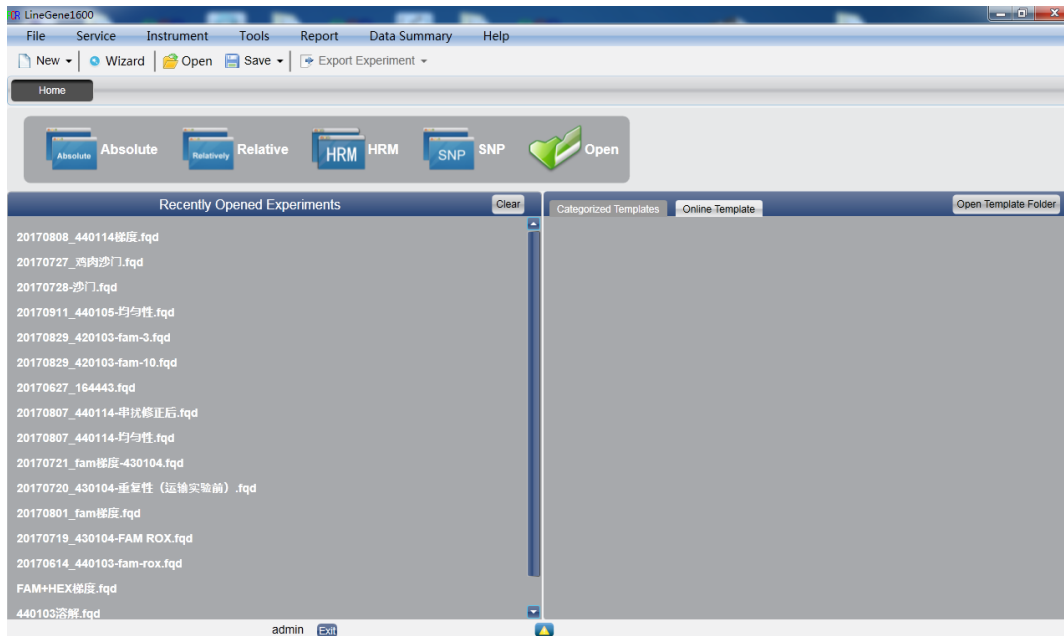 LineGene1600
File Service Instrument Tools Report Data Summary Help
New Wizard Open Save Export Experiment
Home
Absolute Absolute Relatively Relative HRM HRM SNP SNP Open
Recently Opened Experiments Clear Categorized Templates Online Template Open Template Folder
20170808_440114梯度.fqd
20170727_鸡肉沙门.fqd
20170728-沙门.fqd
20170911_440105-均匀性.fqd
20170829_420103-fam-3.fqd
20170829_420103-fam-10.fqd
20170627_164443.fqd
20170807_440114-串扰修正后.fqd
20170807_440114-均匀性.fqd
20170721_fam梯度-430104.fqd
20170720_430104-重复性（运输实验前）.fqd
20170801_fam梯度.fqd
20170719_430104-FAM ROX.fqd
20170614_440103-fam-rox.fqd
FAM+HEX梯度.fqd
440103溶解.fqd
admin Exit